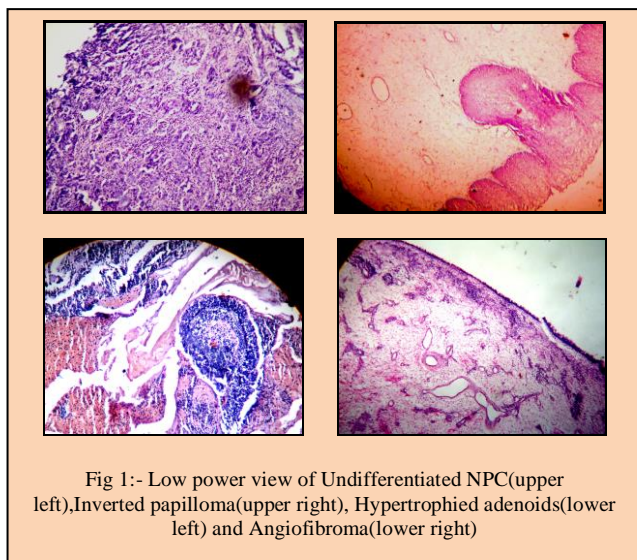 Fig 1:- Low power view of Undifferentiated NPC(upper
left),Inverted papilloma(upper right), Hypertrophied adenoids(lower
left) and Angiofibroma(lower right)